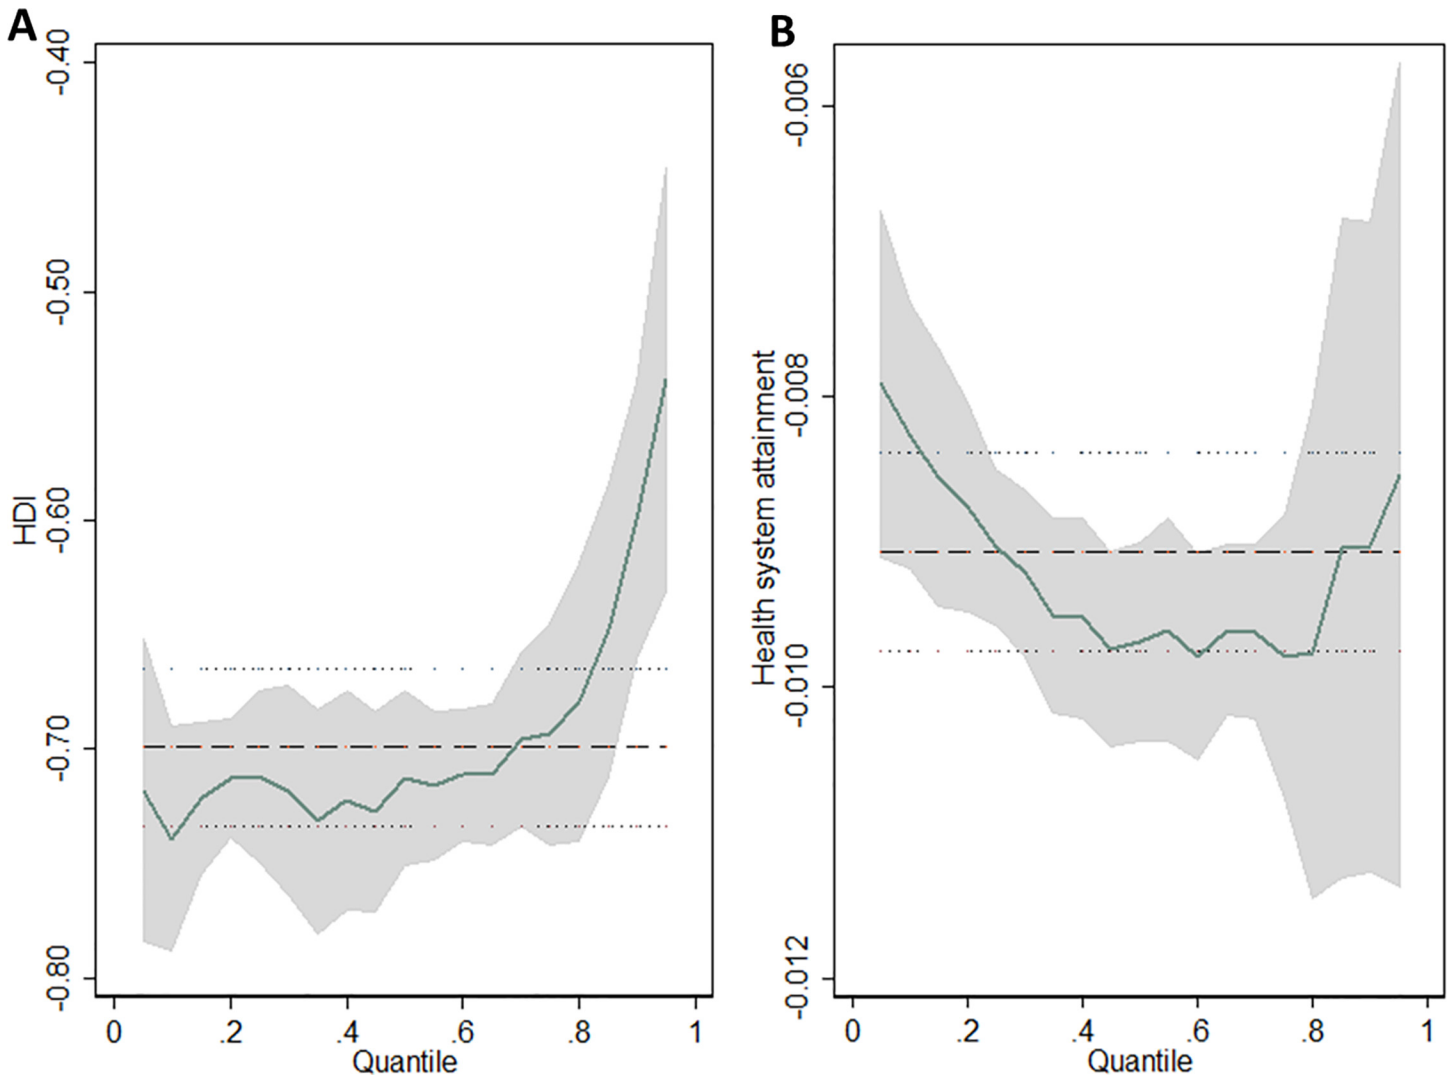 A
HDI
-0.40
-0.50
-0.60
-0.70
-0.80
0 .2 .4 .6 .8 1
Quantile
B
Health system attainment
-0.006
-0.008
-0.010
-0.012
0 .2 .4 .6 .8 1
Quantile